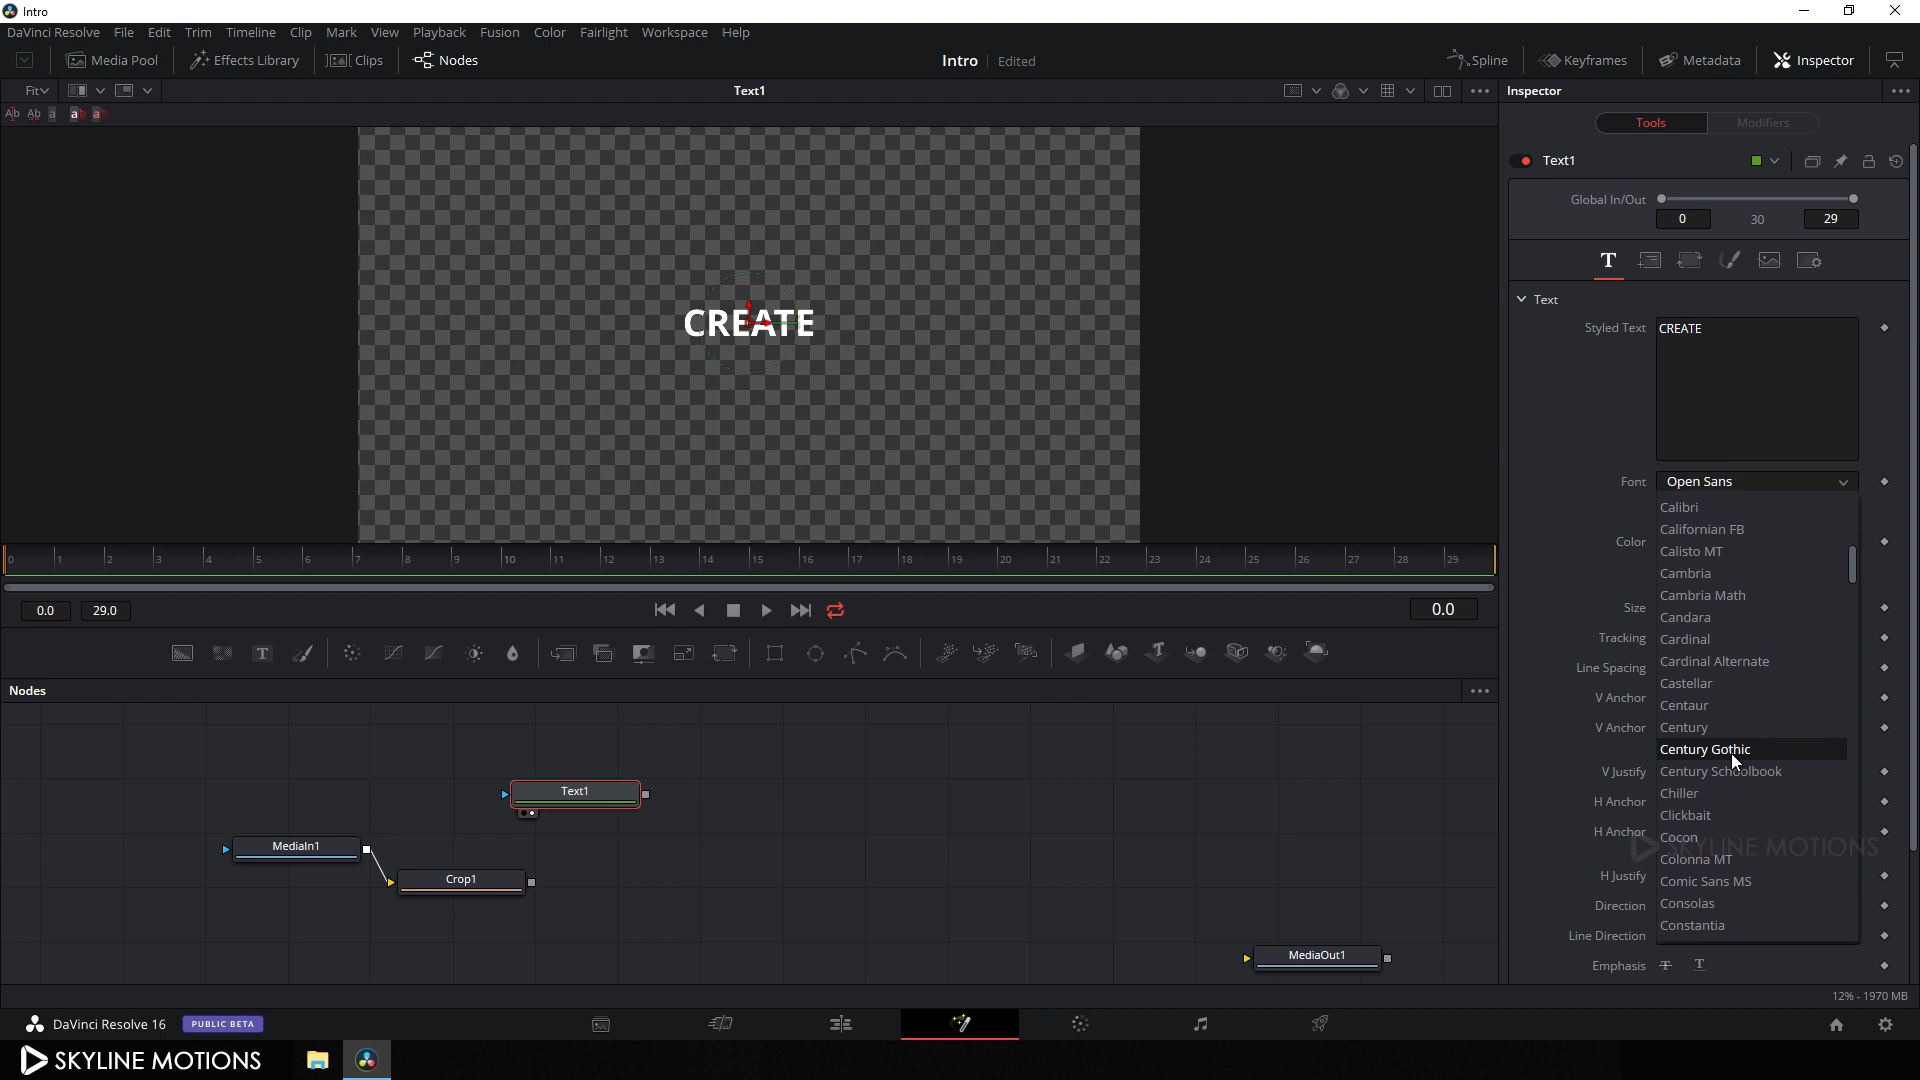 Intro
DaVinci Resolve File Edit Trim Timeline Clip Mark View Playback Fusion Color Fairlight Workspace Help
Media Pool Effects Library Clips Nodes Intro Edited Spline Keyframes Metadata Inspector
Fit Text1 Inspector
Ab Ab a ab a
Tools Modifiers
Text1
Global In/Out
0 30 29
T
Text
Styled Text CREATE
CREATE
Font Open Sans
Calibri
Californian FB
Color
Calisto MT
Cambria
Cambria Math
Size
Candara
Tracking Cardinal
Line Spacing Cardinal Alternate
Castellar
V Anchor
Centaur
V Anchor Century
Century Gothic
V Justify Century Schoolbook
Chiller
H Anchor
Clickbait
H Anchor Cocon
SKYLINE MOTIONS
Colonna MT
H Justify Comic Sans MS
Direction Consolas
Constantia
Line Direction
Emphasis T T
0 1 2 3 4 5 6 7 8 9 10 11 12 13 14 15 16 17 18 19 20 21 22 23 24 25 26 27 28 29
0.0 29.0 0.0
T T
Nodes
Text1
MediaIn1
Crop1
MediaOut1
12% - 1970 MB
DaVinci Resolve 16 PUBLIC BETA
SKYLINE MOTIONS